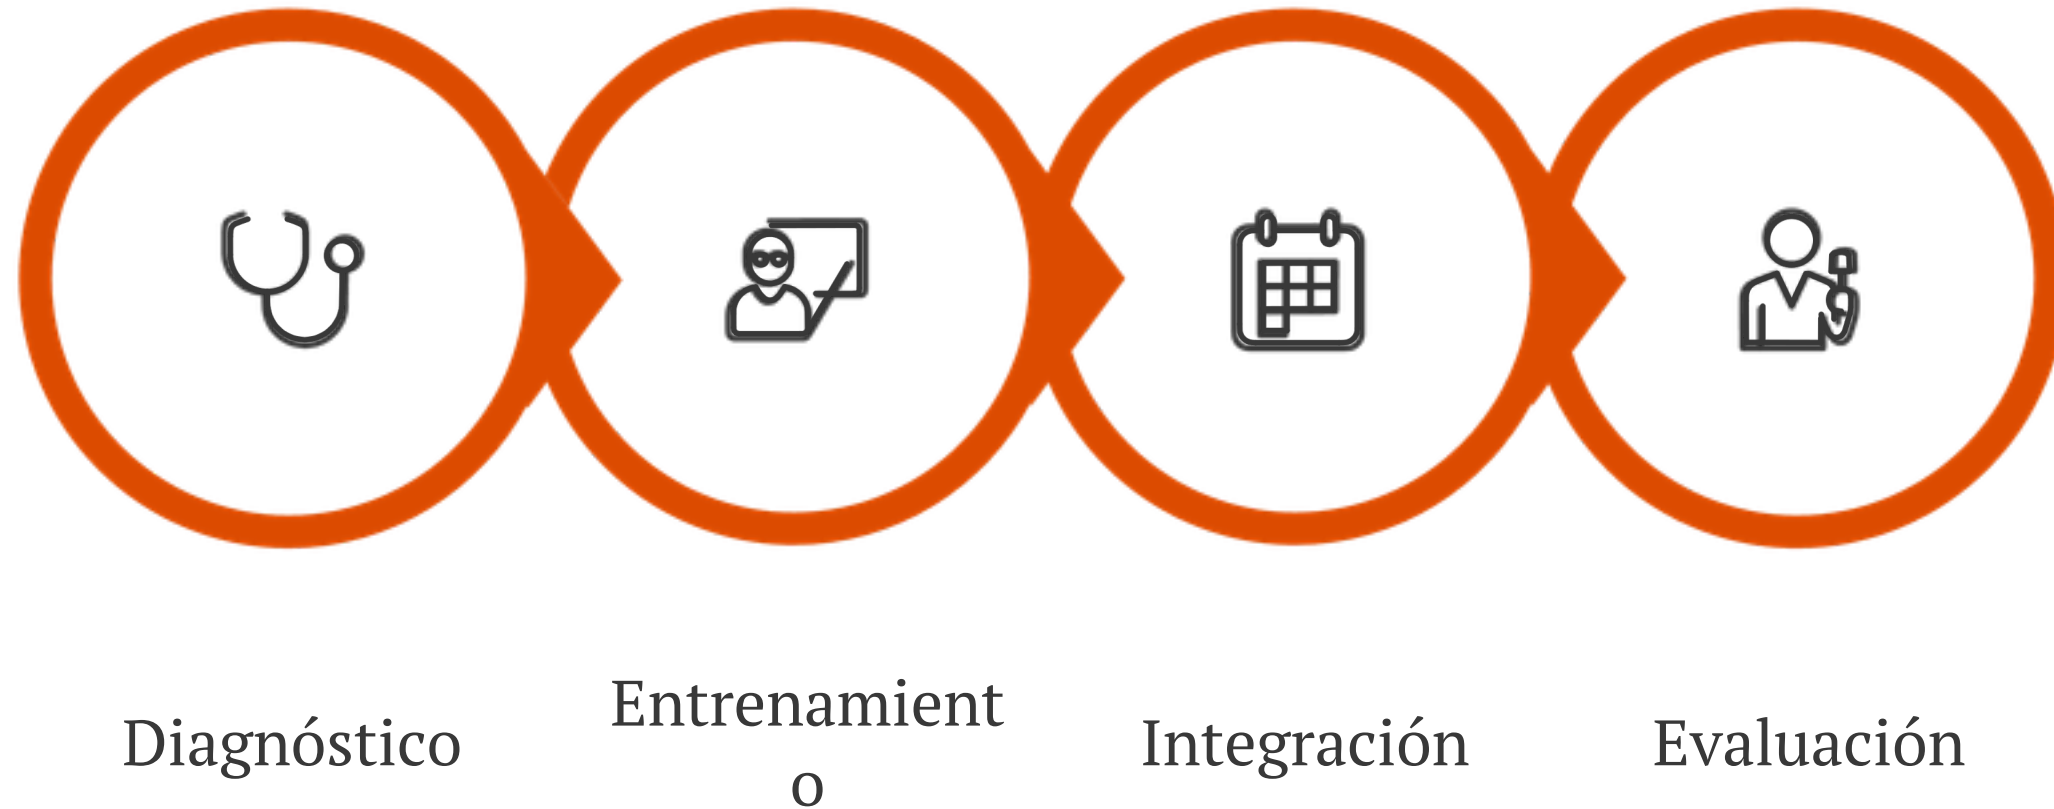 Diagnóstico
Entrenamient
o
Integración
Evaluación